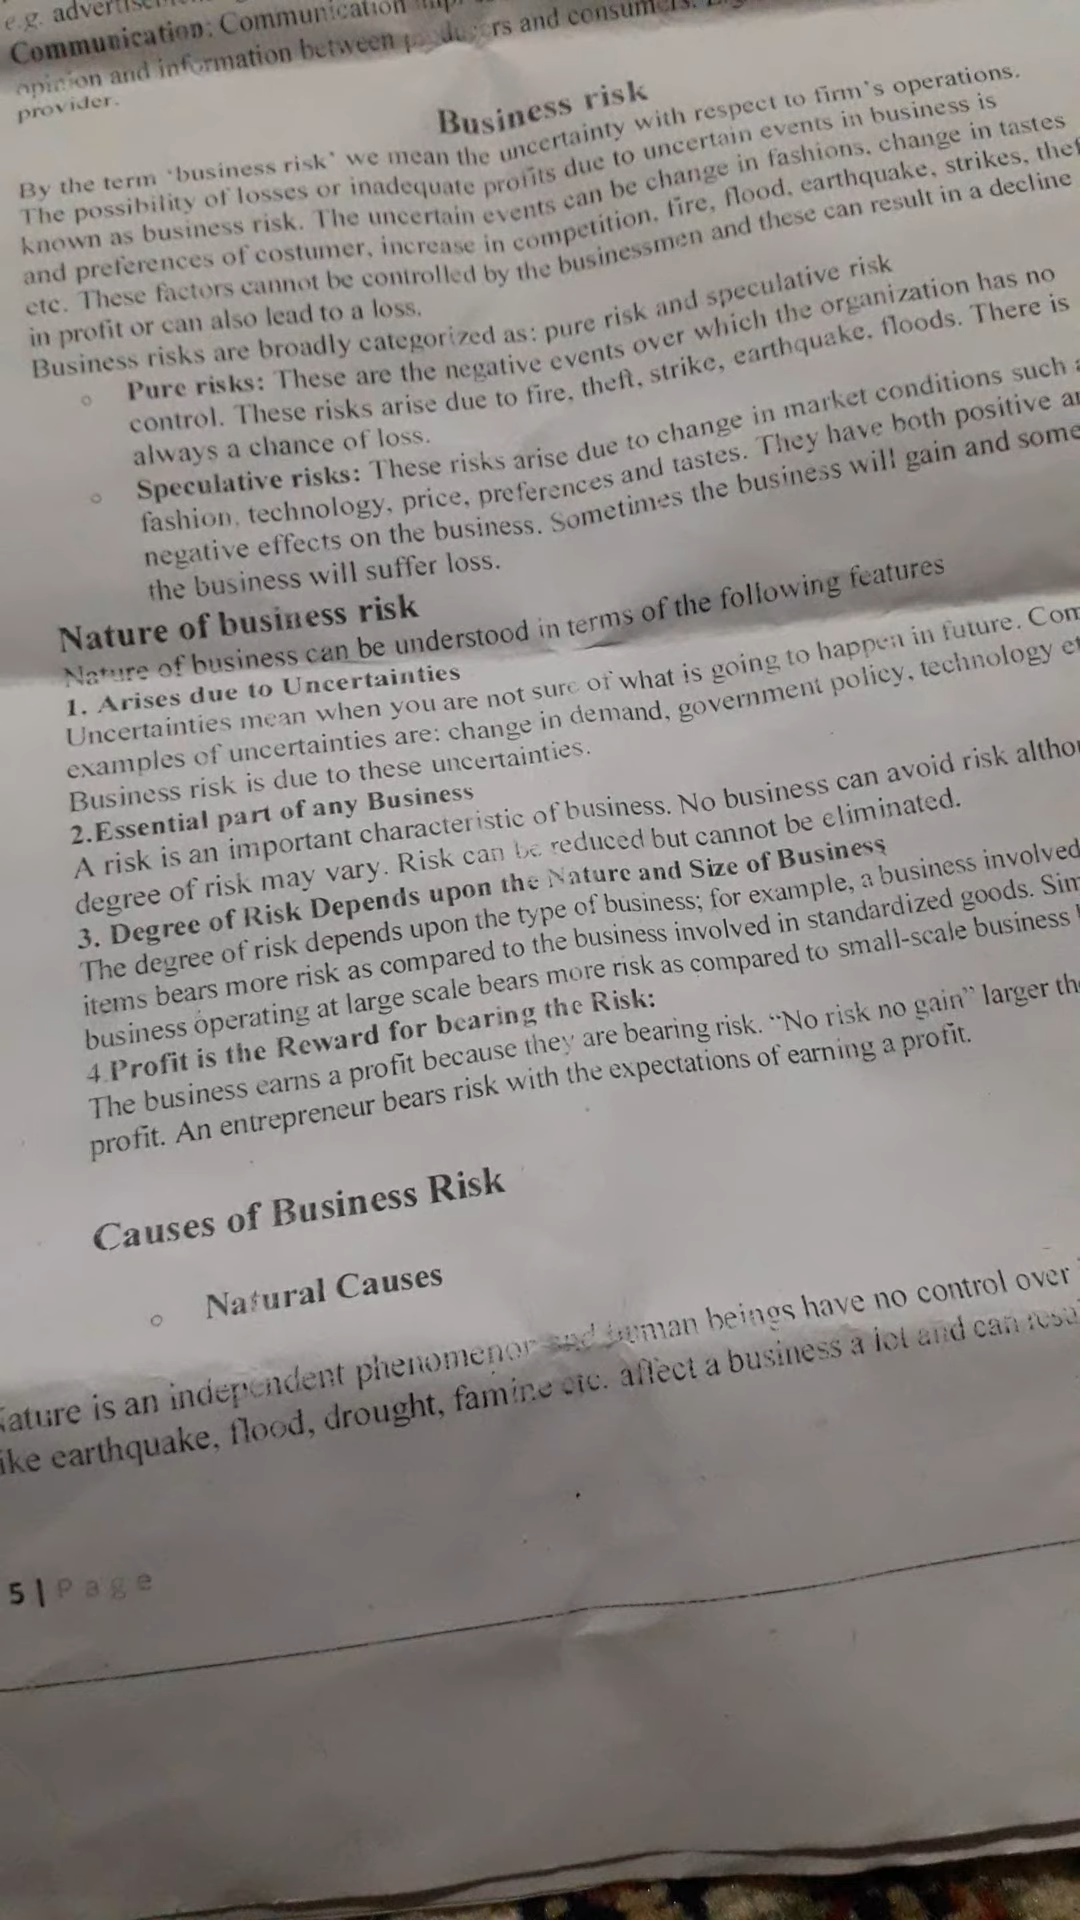 e.g.
Communication: Communication
opinion and information between producers and consumers.
provider.
Business risk
By the term 'business risk' we mean the uncertainty with respect to firm's operations.
The possibility of losses or inadequate profits due to uncertain events in business is
known as business risk. The uncertain events can be change in fashions, change in tastes
and preferences of costumer, increase in competition, fire, flood, earthquake, strikes,
etc. These factors cannot be controlled by the businessmen and these can result in a decline
in profit or can also lead to a loss.
Business risks are broadly categorized as: pure risk and speculative risk
○ Pure risks: These are the negative events over which the organization has no
control. These risks arise due to fire, theft, strike, earthquake, floods. There is
always a chance of loss.
○ Speculative risks: These risks arise due to change in market conditions such
fashion, technology, price, preferences and tastes. They have both positive
negative effects on the business. Sometimes the business will gain and some
the business will suffer loss.
Nature of business risk
Nature of business can be understood in terms of the following features
1. Arises due to Uncertainties
Uncertainties mean when you are not sure of what is going to happen in future.
examples of uncertainties are: change in demand, government policy, technology
Business risk is due to these uncertainties.
2.Essential part of any Business
A risk is an important characteristic of business. No business can avoid risk
degree of risk may vary. Risk can be reduced but cannot be eliminated.
3. Degree of Risk Depends upon the Nature and Size of Business
The degree of risk depends upon the type of business; for example, a business involved
items bears more risk as compared to the business involved in standardized goods.
business operating at large scale bears more risk as compared to small-scale business
4.Profit is the Reward for bearing the Risk:
The business earns a profit because they are bearing risk. "No risk no gain" larger
profit. An entrepreneur bears risk with the expectations of earning a profit.
Causes of Business Risk
○ Natural Causes
ature is an independent phenomenon and human beings have no control over
ike earthquake, flood, drought, famine etc. affect a business a lot and can
5 | Page